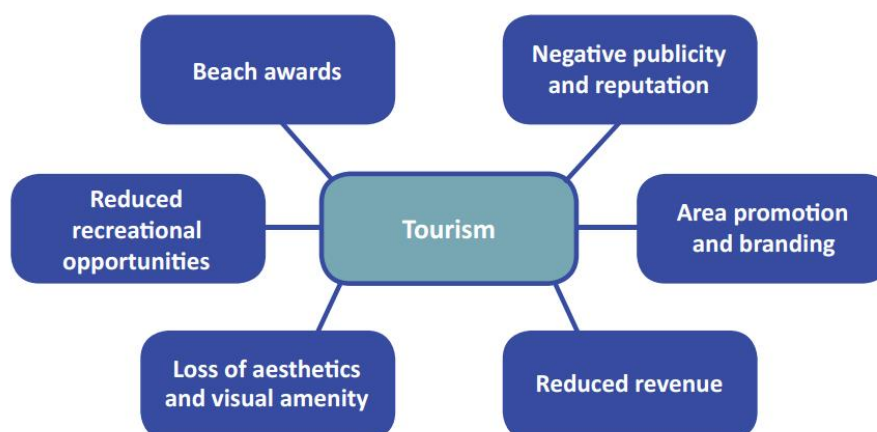 Beach awards
Negative publicity
and reputation
Reduced
recreational
opportunities
Tourism
Area promotion
and branding
Loss of aesthetics
and visual amenity
Reduced revenue